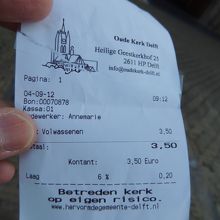 Oude Kerk Delft
Heilige Geestkerkhof 25
2611 HP Delft
info@oudekerk-delft.nl
Pagina: 1
04-09-12 09:12
Bon:00070878
Kassa:01
Medewerker: Annemarie
Volwassenen 3,50
Totaal: 3,50
Kontant: 3,50 Euro
Laag 6 % 0,20
Betreden kerk
op eigen risico.
www.hervormdegemeente-delft.nl